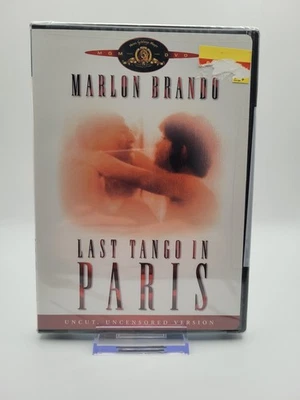 MARLON BRANDO
LAST TANGO IN
PARIS
UNCUT, UNCENSORED VERSION